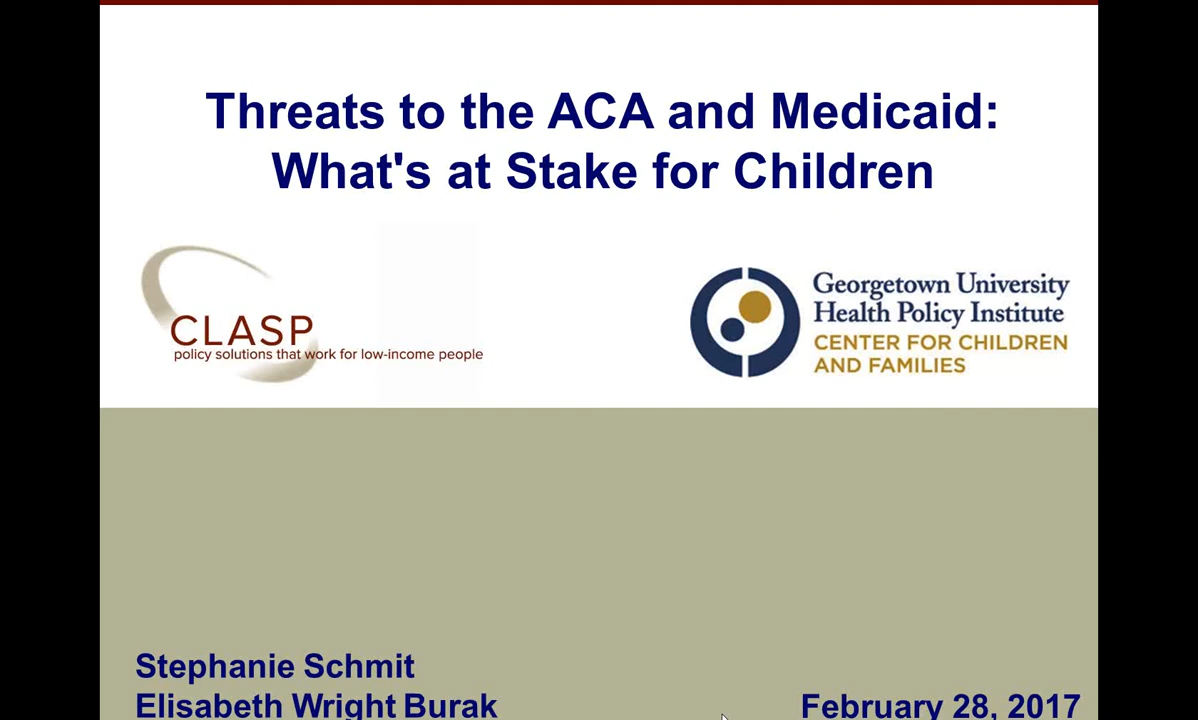 Threats to the ACA and Medicaid:
What's at Stake for Children
CLASP
policy solutions that work for low-income people
Georgetown University
Health Policy Institute
CENTER FOR CHILDREN
AND FAMILIES
Stephanie Schmit
Elisabeth Wright Burak
February 28, 2017